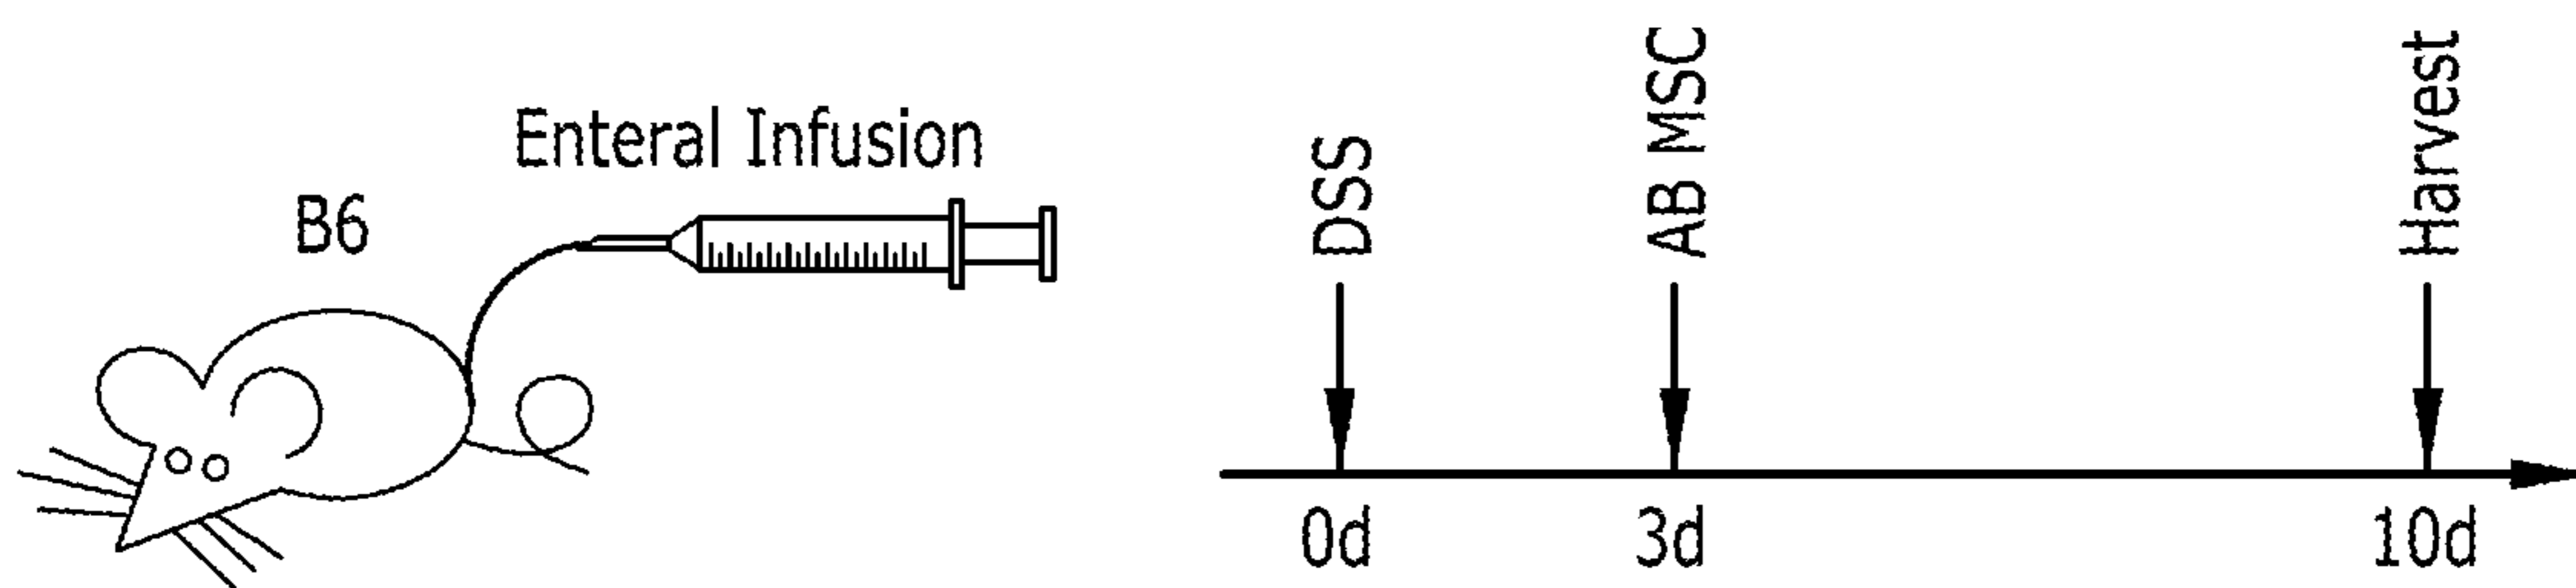 Enteral Infusion
B6
DSS
AB MSC
Harvest
0d
3d
10d